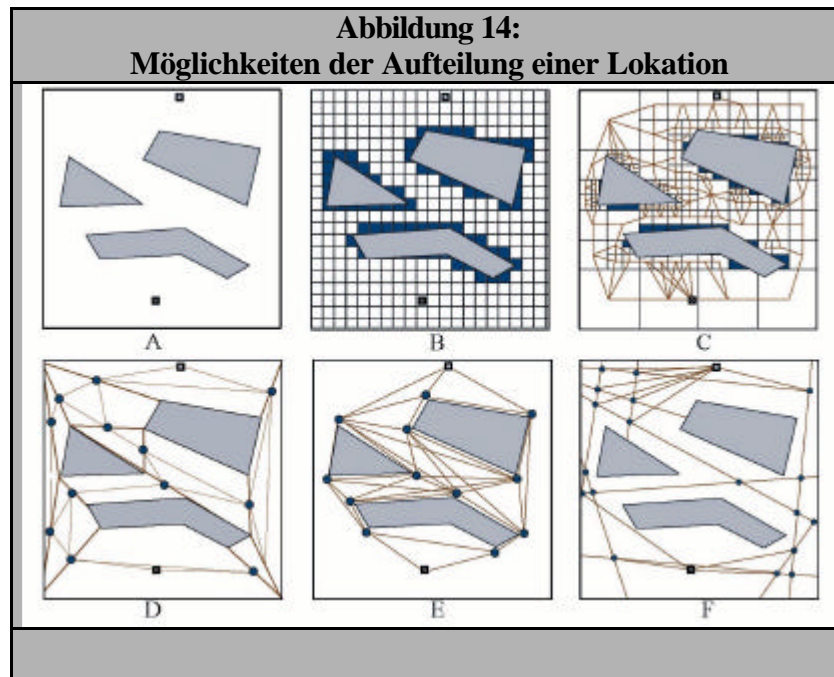 Abbildung 14:
Möglichkeiten der Aufteilung einer Lokation
A
B
C
D
E
F